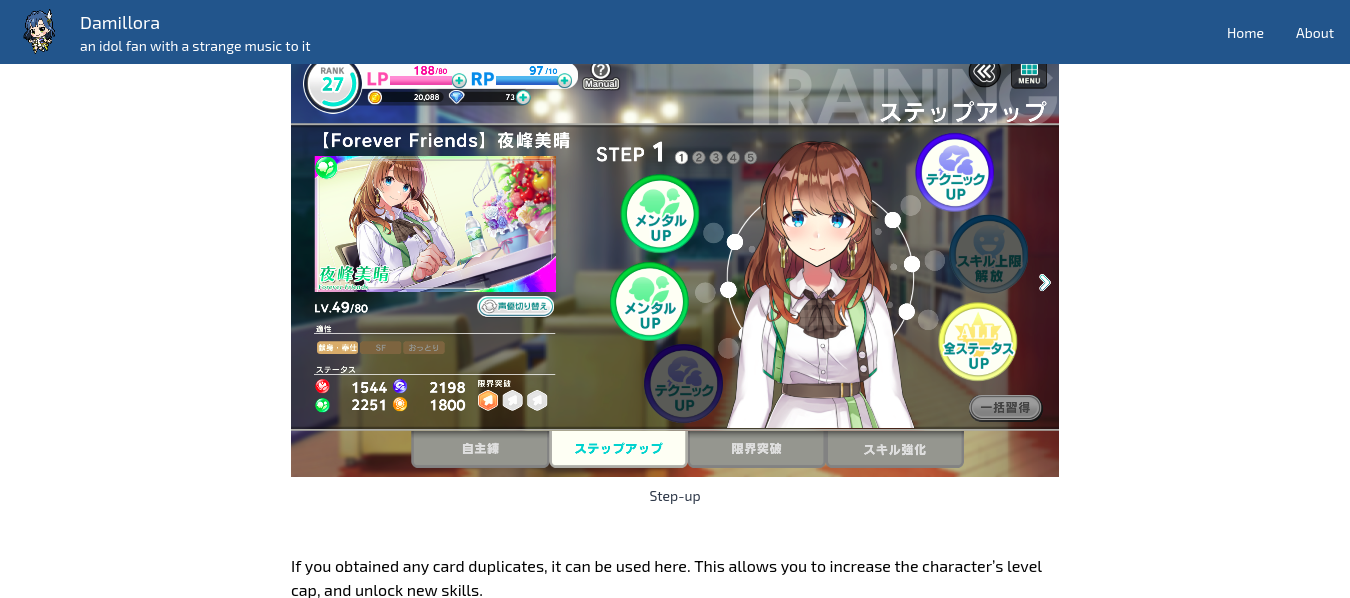 Damillora
an idol fan with a strange music to it
Home
About
RANK
27
LP
188/80
RP
97/10
20,088
73
Manual
MENU
TRAINING
ステップアップ
【Forever Friends】夜峰美晴
夜峰美晴
Forever Friends
LV.49/80
声優切り替え
適性
献身・奉仕
SF
おっとり
ステータス
1544
2198
2251
1800
限界突破
STEP 1
1 2 3 4 5
メンタル
UP
メンタル
UP
テクニック
UP
テクニック
UP
スキル上限
解放
ALL
全ステータス
UP
一括習得
自主練
ステップアップ
限界突破
スキル強化
Step-up
If you obtained any card duplicates, it can be used here. This allows you to increase the character's level
cap, and unlock new skills.